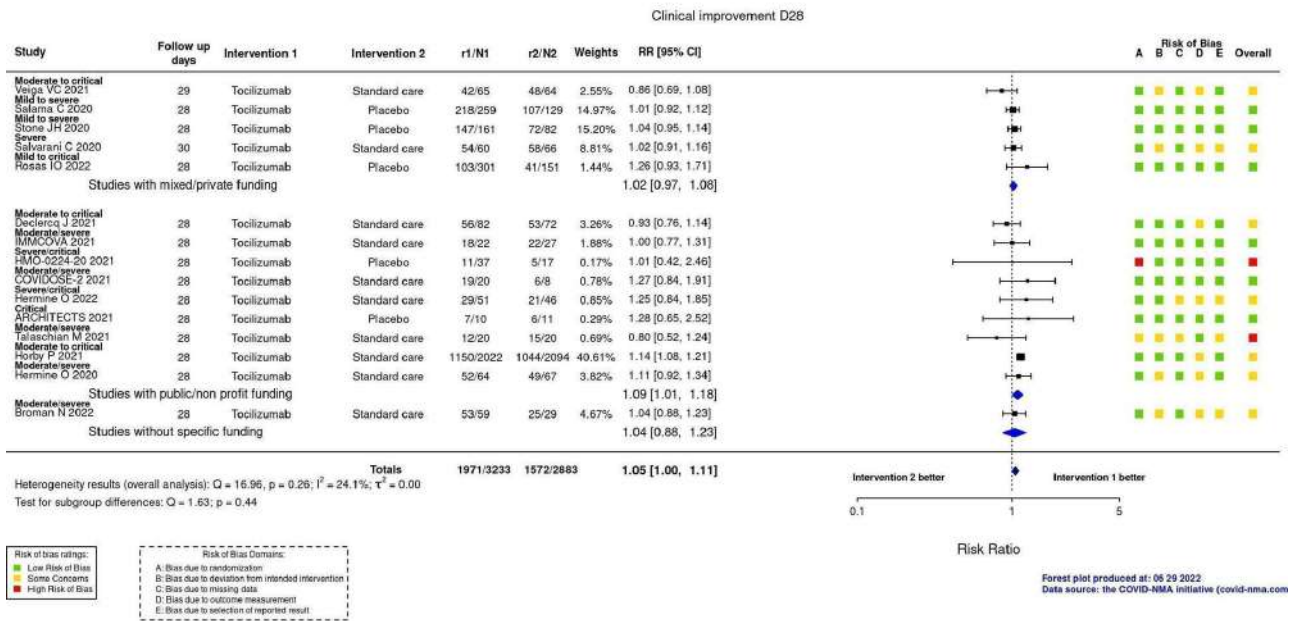 Clinical improvement D28
Study Follow up days Intervention 1 Intervention 2 r1/N1 r2/N2 Weights RR [95% CI] Risk of Bias A B C D E Overall
Moderate to critical
Veiga VC 2021 29 Tocilizumab Standard care 42/65 48/64 2.55% 0.86 [0.69, 1.08]
Mild to severe
Salama C 2020 28 Tocilizumab Placebo 218/259 107/129 14.97% 1.01 [0.92, 1.12]
Mild to severe
Stone JH 2020 28 Tocilizumab Placebo 147/161 72/82 15.20% 1.04 [0.95, 1.14]
Severe
Salvarani C 2020 30 Tocilizumab Standard care 54/60 58/66 8.81% 1.02 [0.91, 1.16]
Mild to critical
Rosas IO 2022 28 Tocilizumab Placebo 103/301 41/151 1.44% 1.26 [0.93, 1.71]
Studies with mixed/private funding 1.02 [0.97, 1.08]
Moderate to critical
Declercq J 2021 28 Tocilizumab Standard care 56/82 53/72 3.26% 0.93 [0.76, 1.14]
Moderate/severe
IMMCOVA 2021 28 Tocilizumab Standard care 18/22 22/27 1.88% 1.00 [0.77, 1.31]
Severe/critical
HMO-0224-20 2021 28 Tocilizumab Placebo 11/37 5/17 0.17% 1.01 [0.42, 2.46]
Moderate/severe
COVIDOSE-2 2021 28 Tocilizumab Standard care 19/20 6/8 0.78% 1.27 [0.84, 1.91]
Severe/critical
Hermine O 2022 28 Tocilizumab Standard care 29/51 21/46 0.85% 1.25 [0.84, 1.85]
Critical
ARCHITECTS 2021 28 Tocilizumab Placebo 7/10 6/11 0.29% 1.28 [0.65, 2.52]
Moderate/severe
Talaschian M 2021 28 Tocilizumab Standard care 12/20 15/20 0.69% 0.80 [0.52, 1.24]
Moderate to critical
Horby P 2021 28 Tocilizumab Standard care 1150/2022 1044/2094 40.61% 1.14 [1.08, 1.21]
Moderate/severe
Hermine O 2020 28 Tocilizumab Standard care 52/64 49/67 3.82% 1.11 [0.92, 1.34]
Studies with public/non profit funding 1.09 [1.01, 1.18]
Moderate/severe
Broman N 2022 28 Tocilizumab Standard care 53/59 25/29 4.67% 1.04 [0.88, 1.23]
Studies without specific funding 1.04 [0.88, 1.23]
Totals 1971/3233 1572/2883 1.05 [1.00, 1.11]
Heterogeneity results (overall analysis): Q = 16.96, p = 0.26; I² = 24.1%; τ² = 0.00
Test for subgroup differences: Q = 1.63; p = 0.44
Intervention 2 better Intervention 1 better
0.1 1 5
Risk Ratio
Risk of bias ratings:
Low Risk of Bias
Some Concerns
High Risk of Bias
Risk of Bias Domains:
A: Bias due to randomization
B: Bias due to deviation from intended intervention
C: Bias due to missing data
D: Bias due to outcome measurement
E: Bias due to selection of reported result
Forest plot produced at: 06 29 2022
Data source: the COVID-NMA initiative (covid-nma.com